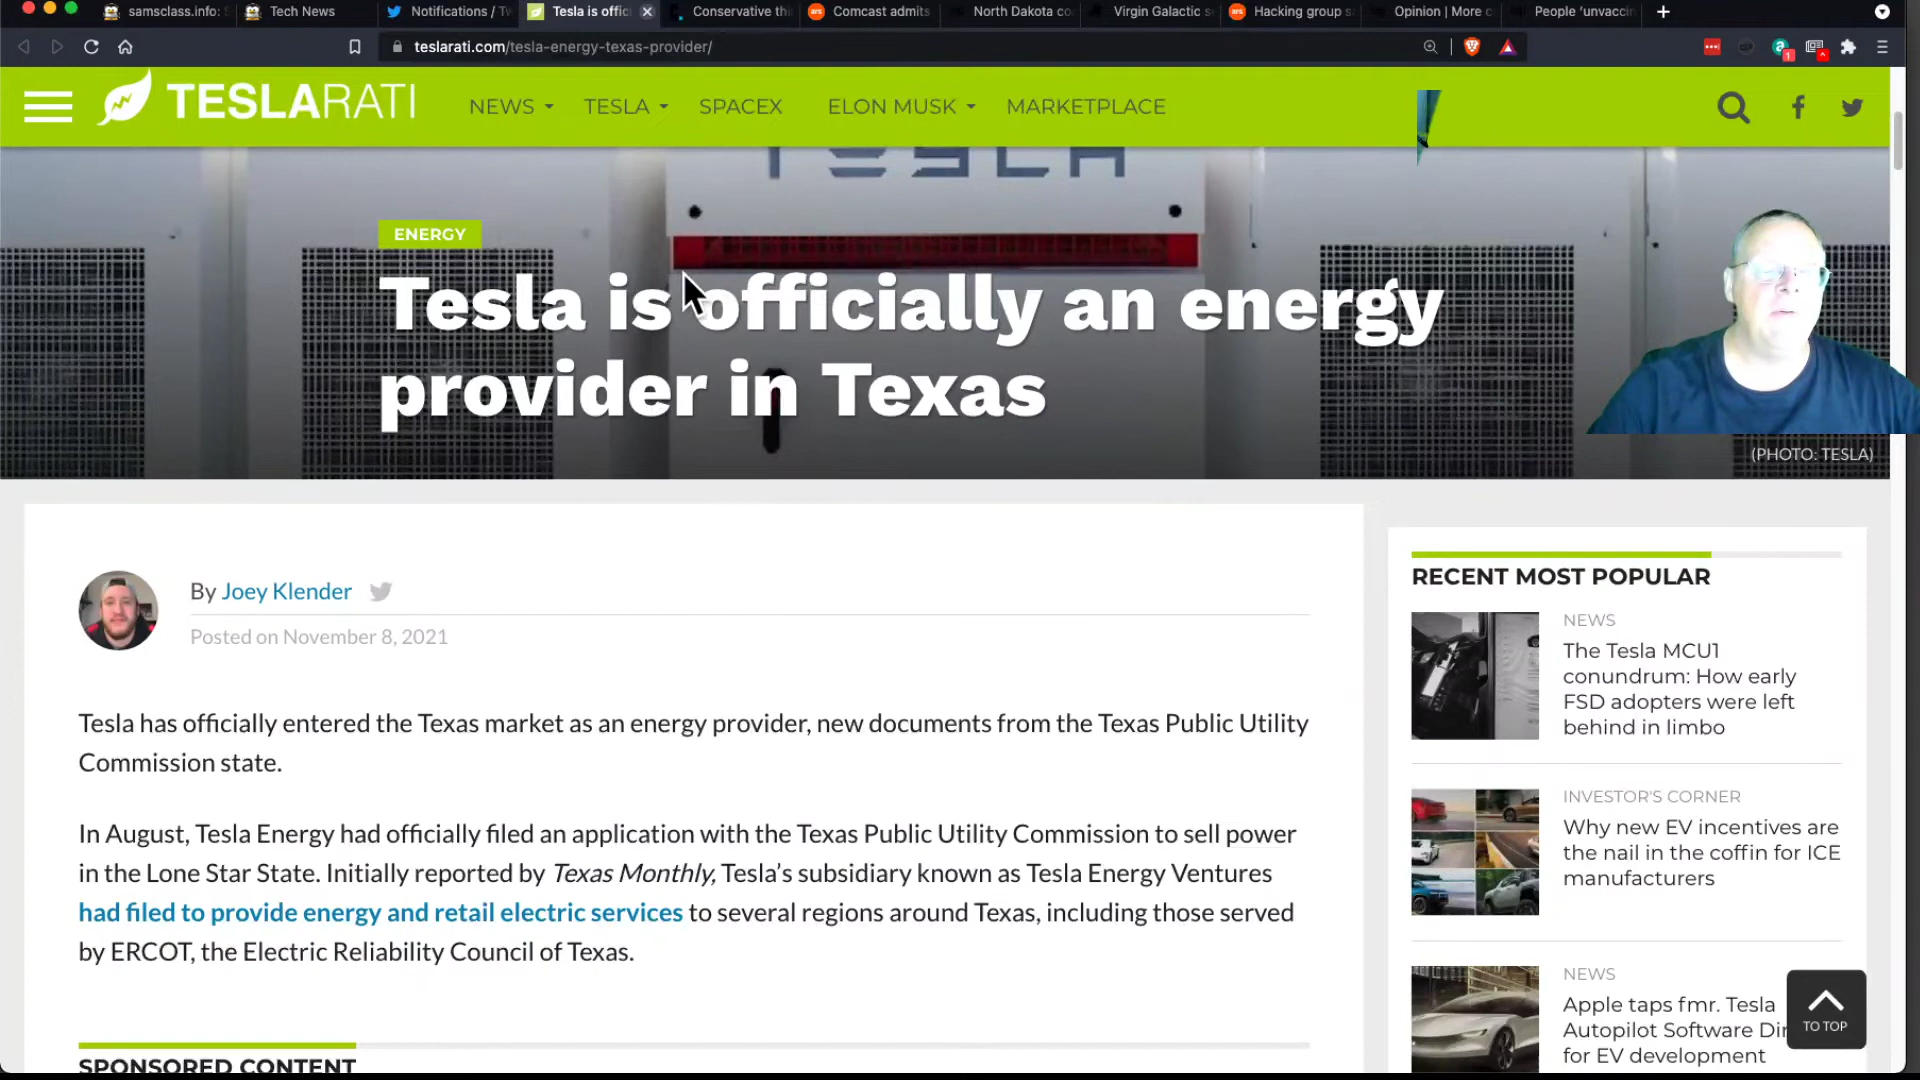 samsclass.info: S
Tech News
Notifications / Tw
Tesla is offic
Conservative thi
Comcast admits
North Dakota co
Virgin Galactic s
Hacking group s
Opinion | More c
People 'unvaccin
teslarati.com/tesla-energy-texas-provider/
1
TESLARATI
NEWS
TESLA
SPACEX
ELON MUSK
MARKETPLACE
TESLA
ENERGY
Tesla is officially an energy
provider in Texas
(PHOTO: TESLA)
By Joey Klender
Posted on November 8, 2021
Tesla has officially entered the Texas market as an energy provider, new documents from the Texas Public Utility
Commission state.
In August, Tesla Energy had officially filed an application with the Texas Public Utility Commission to sell power
in the Lone Star State. Initially reported by Texas Monthly, Tesla's subsidiary known as Tesla Energy Ventures
had filed to provide energy and retail electric services to several regions around Texas, including those served
by ERCOT, the Electric Reliability Council of Texas.
SPONSORED CONTENT
RECENT MOST POPULAR
NEWS
The Tesla MCU1
conundrum: How early
FSD adopters were left
behind in limbo
INVESTOR'S CORNER
Why new EV incentives are
the nail in the coffin for ICE
manufacturers
NEWS
Apple taps fmr. Tesla
Autopilot Software Dir
for EV development
TO TOP